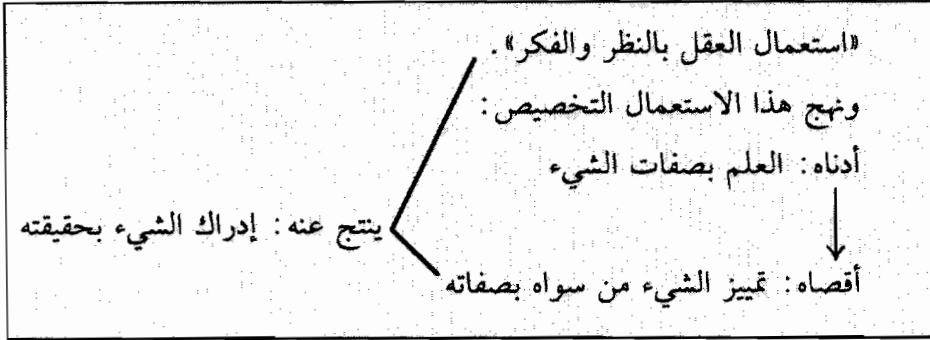 «استعمال العقل بالنظر والفكر».
ونهج هذا الاستعمال التخصيص:
أدناه: العلم بصفات الشيء
ينتج عنه: إدراك الشيء بحقيقته
أقصاه: تمييز الشيء من سواه بصفاته